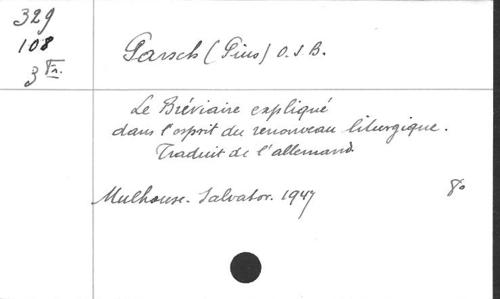 329
108
3 Fr.
Parsch (Pius) O.S.B.
Le Bréviaire expliqué
dans l'esprit du renouveau liturgique.
Traduit de l'allemand.
Mulhouse. Salvator. 1947
8o